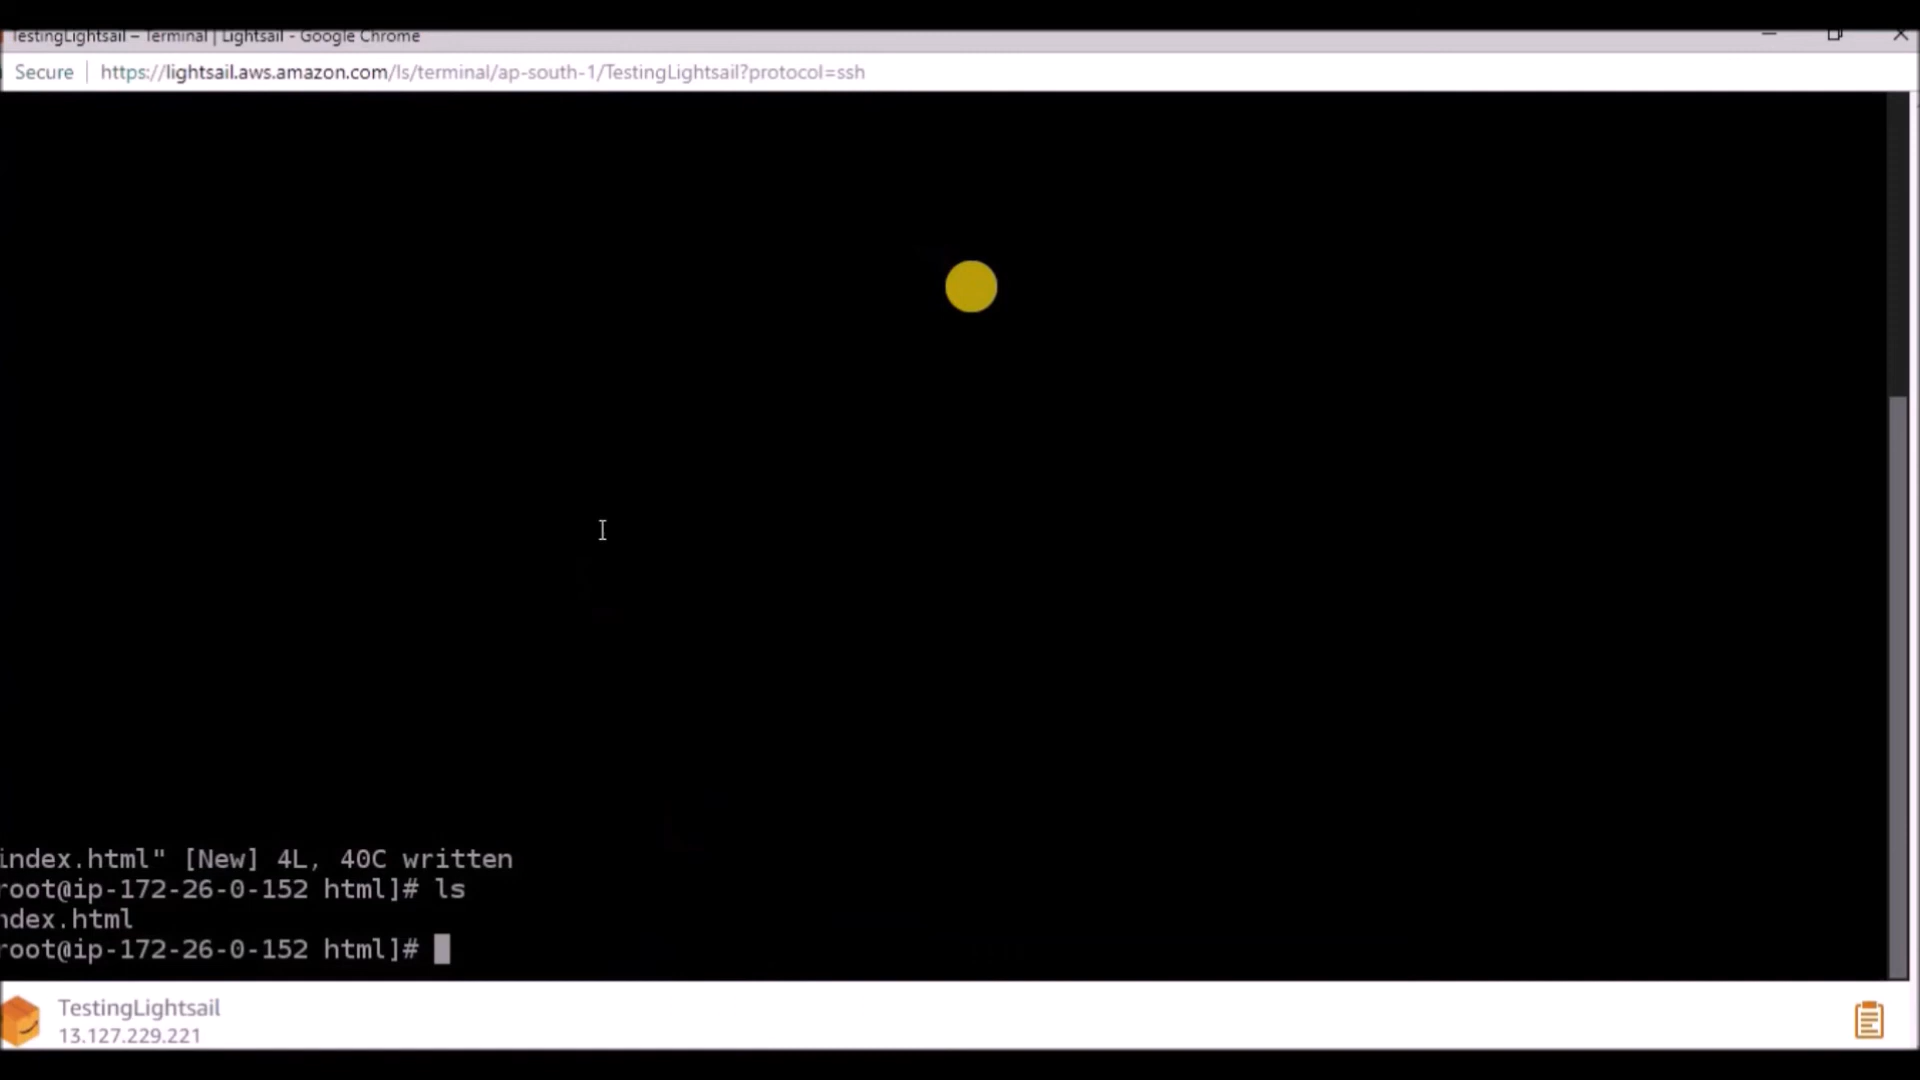 TestingLightsail – Terminal | Lightsail - Google Chrome
Secure https://lightsail.aws.amazon.com/ls/terminal/ap-south-1/TestingLightsail?protocol=ssh
index.html" [New] 4L, 40C written
root@ip-172-26-0-152 html]# ls
ndex.html
root@ip-172-26-0-152 html]#
TestingLightsail
13.127.229.221